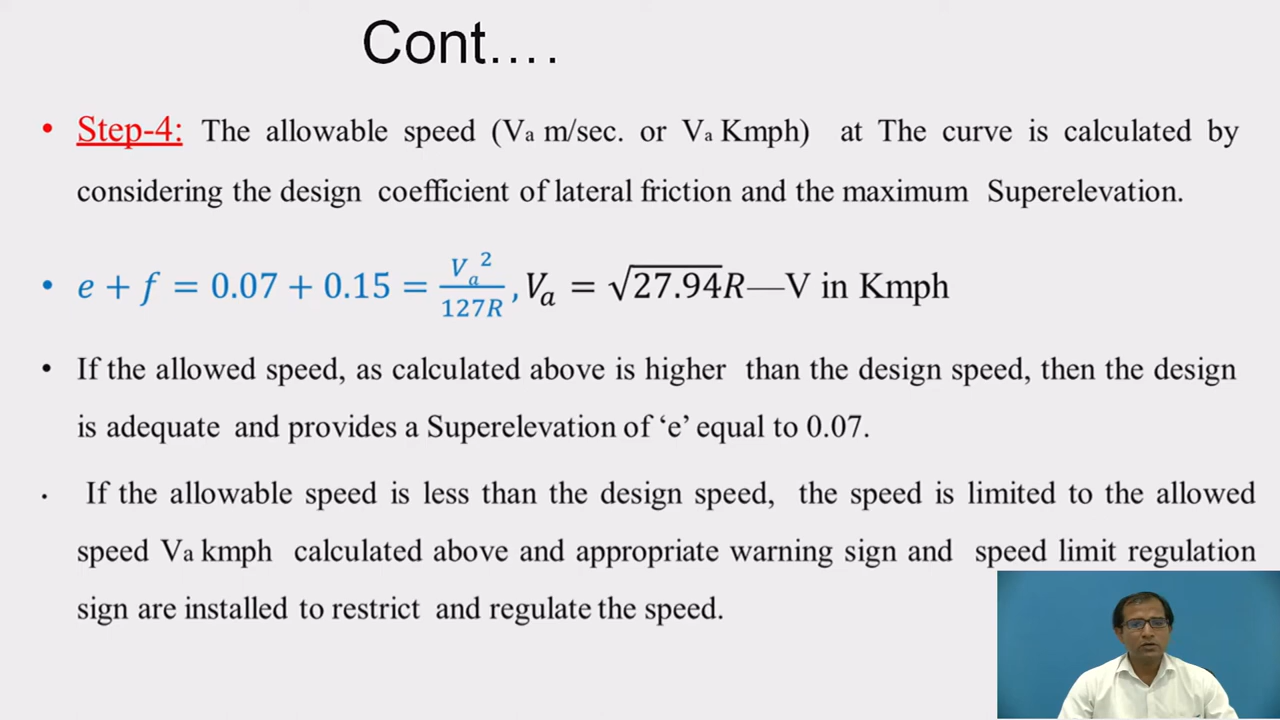 Cont….
• Step-4: The allowable speed (Va m/sec. or Va Kmph) at The curve is calculated by
considering the design coefficient of lateral friction and the maximum Superelevation.
• e + f = 0.07 + 0.15 = Va²/127R, Va = √27.94R—V in Kmph
• If the allowed speed, as calculated above is higher than the design speed, then the design
is adequate and provides a Superelevation of ‘e’ equal to 0.07.
• If the allowable speed is less than the design speed, the speed is limited to the allowed
speed Va kmph calculated above and appropriate warning sign and speed limit regulation
sign are installed to restrict and regulate the speed.